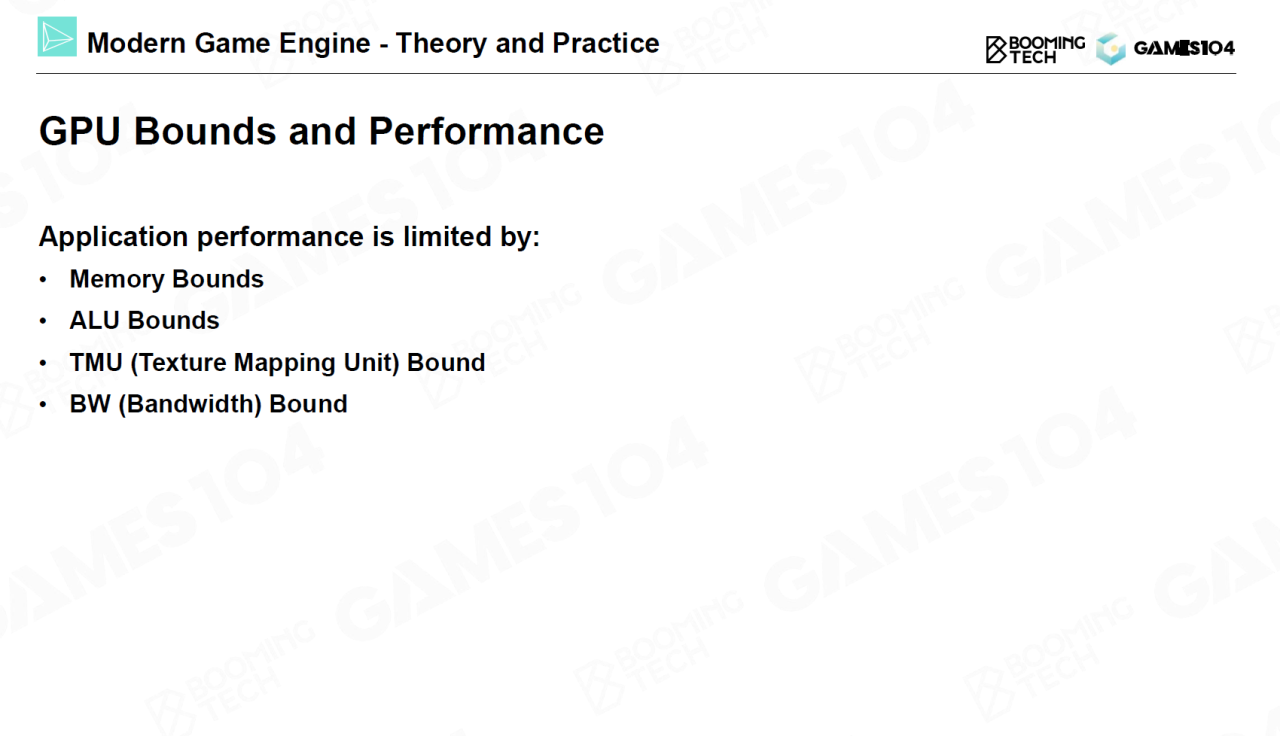 Modern Game Engine - Theory and Practice
BOOMING
TECH
GAMES104
GPU Bounds and Performance
Application performance is limited by:
• Memory Bounds
• ALU Bounds
• TMU (Texture Mapping Unit) Bound
• BW (Bandwidth) Bound